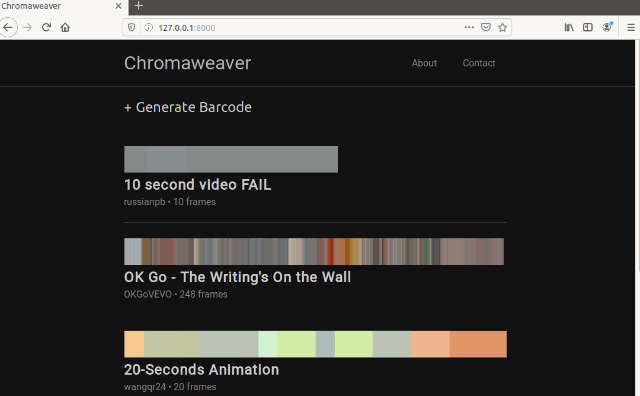 Chromaweaver
127.0.0.1:8000
Chromaweaver
About
Contact
+ Generate Barcode
10 second video FAIL
russianpb • 10 frames
OK Go - The Writing's On the Wall
OKGoVEVO • 248 frames
20-Seconds Animation
wangqr24 • 20 frames